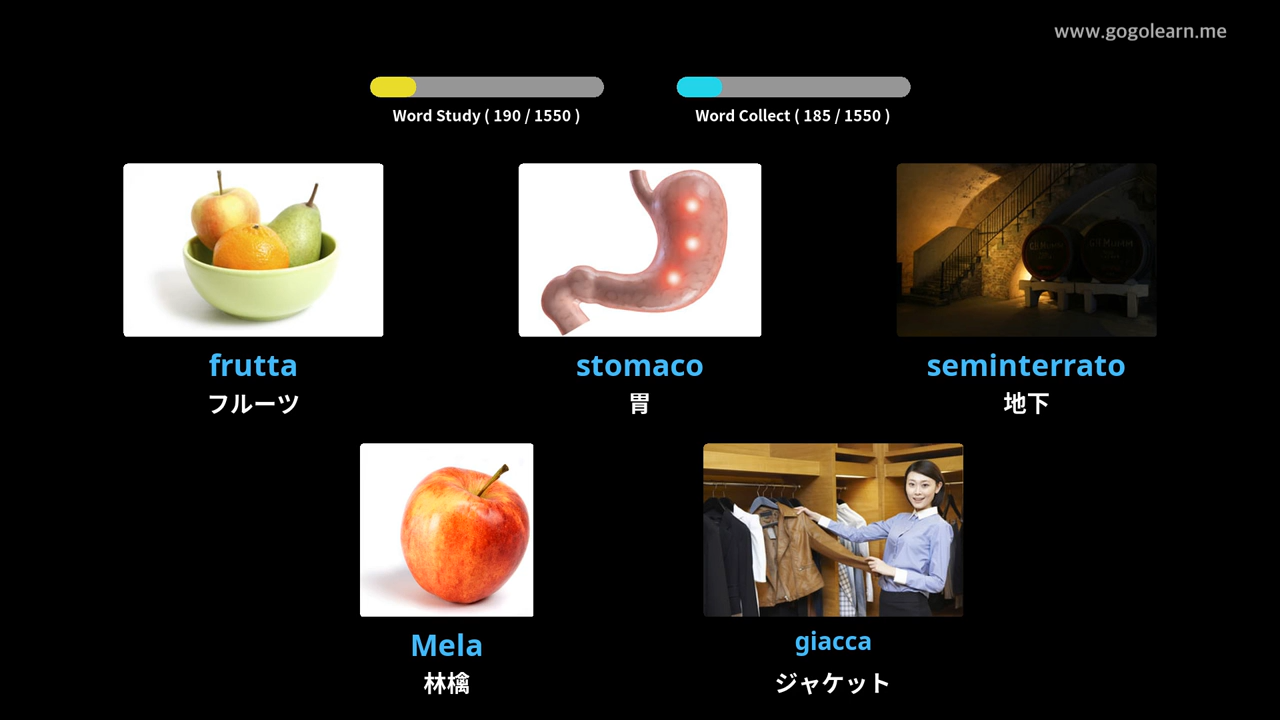 www.gogolearn.me
Word Study ( 190 / 1550 )
Word Collect ( 185 / 1550 )
frutta
stomaco
seminterrato
フルーツ
胃
地下
Mela
giacca
林檎
ジャケット